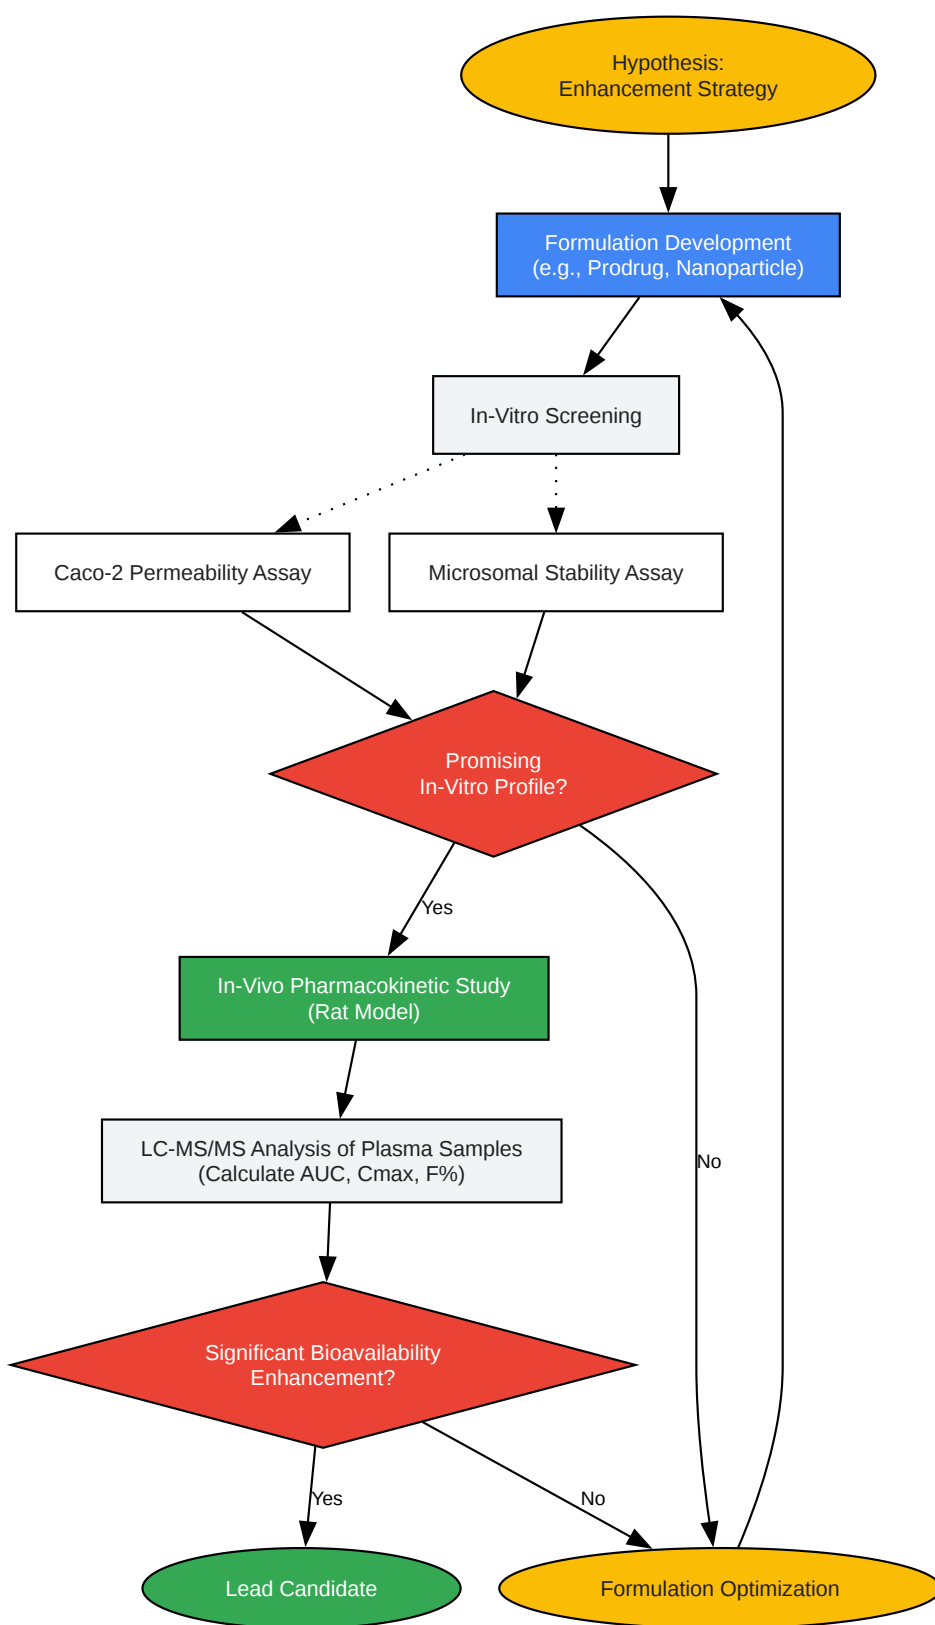 Hypothesis:
Enhancement Strategy
Formulation Development
(e.g., Prodrug, Nanoparticle)
In-Vitro Screening
Caco-2 Permeability Assay
Microsomal Stability Assay
Promising
In-Vitro Profile?
Yes
In-Vivo Pharmacokinetic Study
(Rat Model)
LC-MS/MS Analysis of Plasma Samples
(Calculate AUC, Cmax, F%)
No
Significant Bioavailability
Enhancement?
Yes
No
Lead Candidate
Formulation Optimization